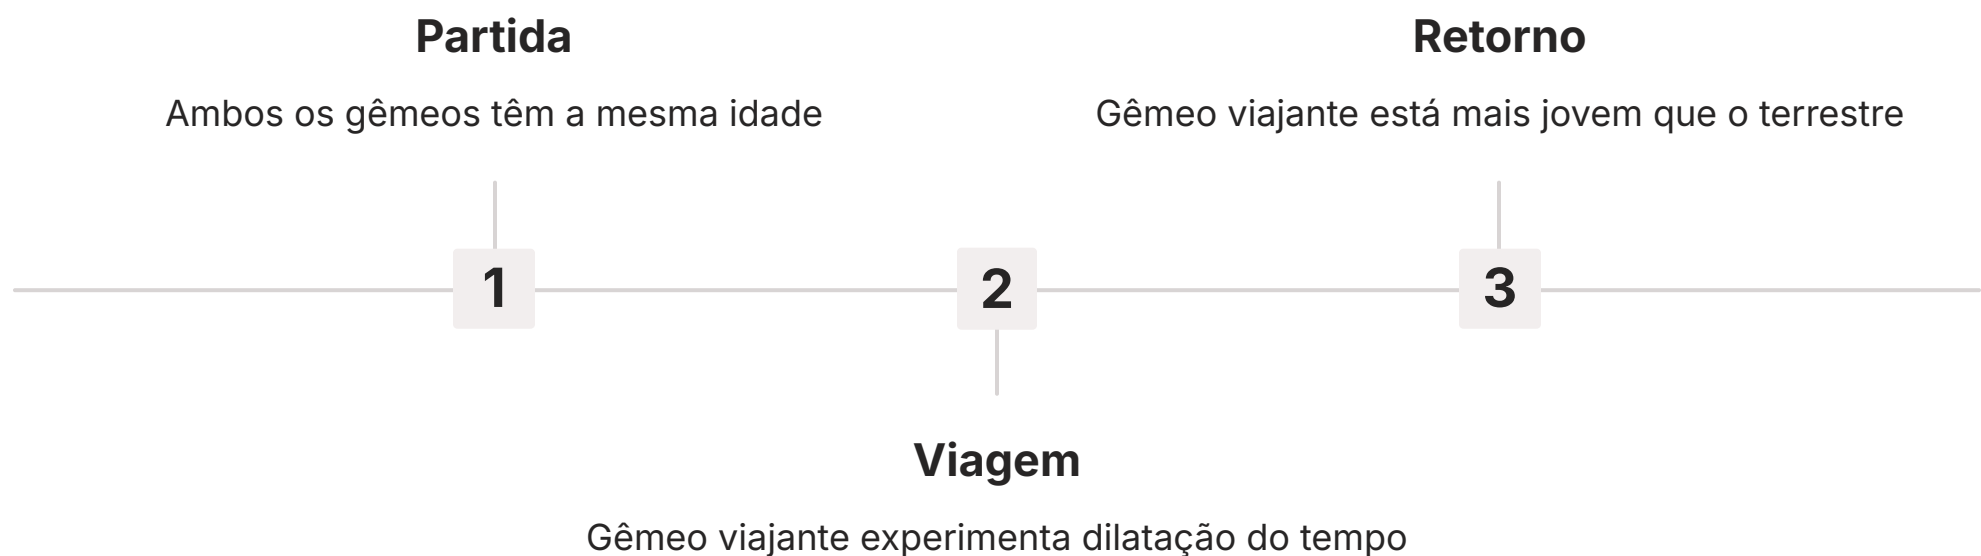 Partida
Ambos os gêmeos têm a mesma idade
1
2
Viagem
Gêmeo viajante experimenta dilatação do tempo
3
Retorno
Gêmeo viajante está mais jovem que o terrestre